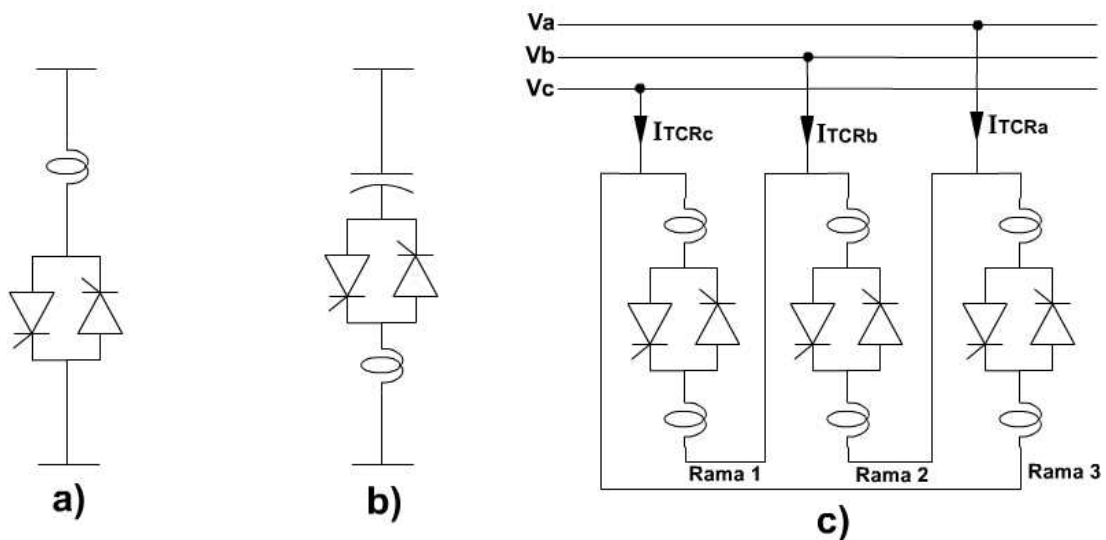 Va
Vb
Vc
ITCRc
ITCRb
ITCRa
Rama 1
Rama 2
Rama 3
a)
b)
c)